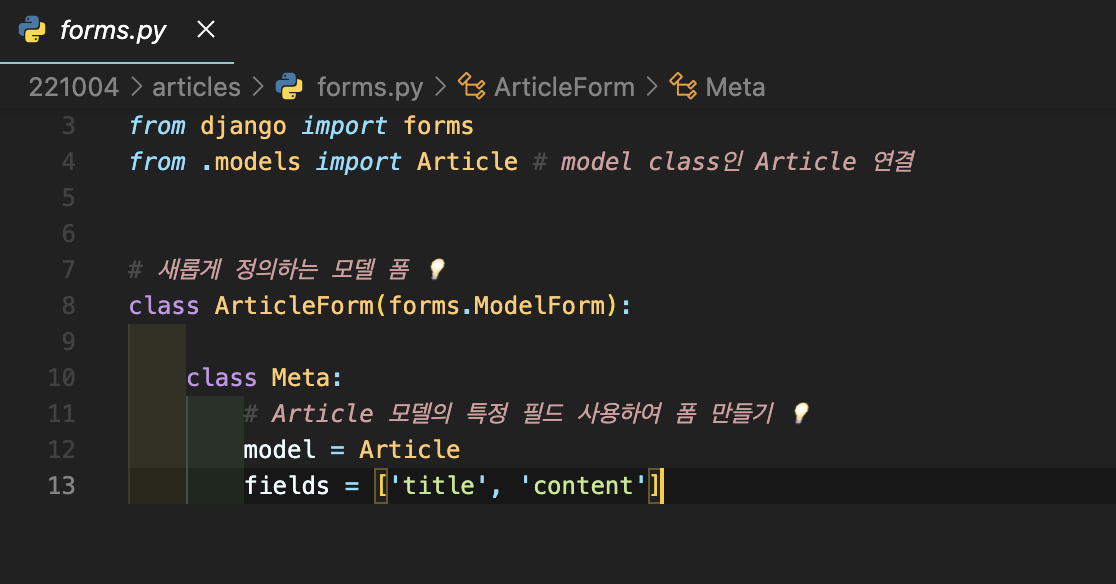 forms.py ×
221004 > articles > forms.py > ArticleForm > Meta
3 from django import forms
4 from .models import Article # model class인 Article 연결
5
6
7 # 새롭게 정의하는 모델 폼 💡
8 class ArticleForm(forms.ModelForm):
9
10 class Meta:
11 # Article 모델의 특정 필드 사용하여 폼 만들기 💡
12 model = Article
13 fields = ['title', 'content']